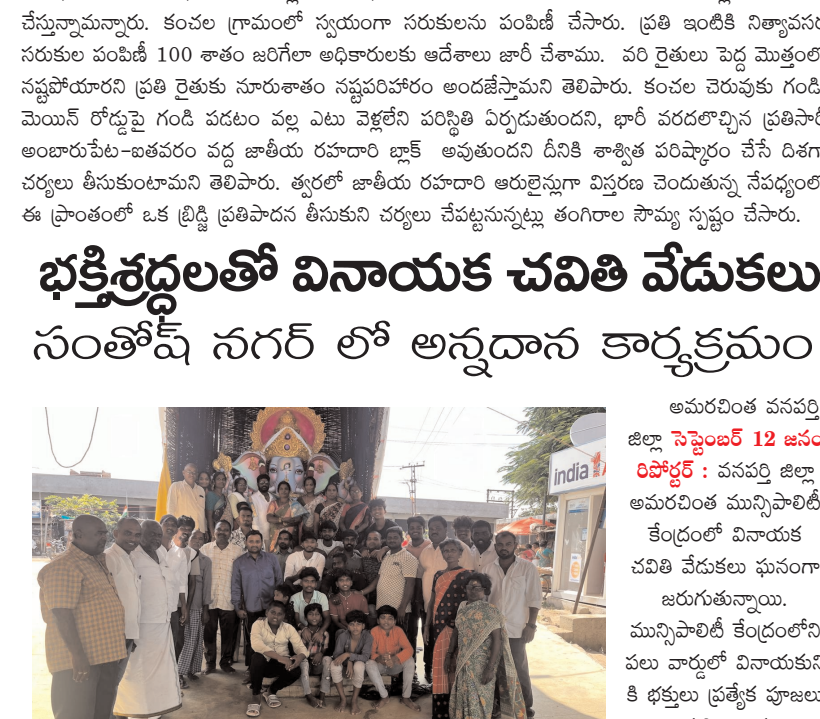 చేస్తున్నామన్నారు. కంచల గ్రామంలో స్వయంగా సరుకులను పంపిణీ చేసారు. ప్రతి ఇంటికి నిత్యావసర
సరుకుల పంపిణీ 100 శాతం జరిగేలా అధికారులకు ఆదేశాలు జారీ చేశాము. వరి రైతులు పెద్ద మొత్తంలో
నష్టపోయారని ప్రతి రైతుకు నూరుశాతం నష్టపరిహారం అందజేస్తామని తెలిపారు. కంచల చెరువుకు గండి
మెయిన్ రోడ్డుపై గండి పడటం వల్ల ఎటు వెళ్లలేని పరిస్థితి ఏర్పడుతుందని, భారీ వరదలొచ్చిన ప్రతిసారీ
అంబారుపేట-ఐతవరం వద్ద జాతీయ రహదారి బ్లాక్ అవుతుందని దీనికి శాశ్విత పరిష్కారం చేసే దిశగా
చర్యలు తీసుకుంటామని తెలిపారు. త్వరలో జాతీయ రహదారి ఆరులైన్లుగా విస్తరణ చెందుతున్న నేపథ్యంలో
ఈ ప్రాంతంలో ఒక బ్రిడ్జి ప్రతిపాదన తీసుకుని చర్యలు చేపట్టనున్నట్లు తంగిరాల సౌమ్య స్పష్టం చేసారు.
భక్తిశ్రద్ధలతో వినాయక చవితి వేడుకలు
సంతోష్ నగర్ లో అన్నదాన కార్యక్రమం
అమరచింత వనపర్తి
జిల్లా సెప్టెంబర్ 12 జనం
రిపోర్టర్ : వనపర్తి జిల్లా
అమరచింత మున్సిపాలిటీ
కేంద్రంలో వినాయక
చవితి వేడుకలు ఘనంగా
జరుగుతున్నాయి.
మున్సిపాలిటీ కేంద్రంలోని
పలు వార్డులో వినాయకుని
కి భక్తులు ప్రత్యేక పూజలు
india